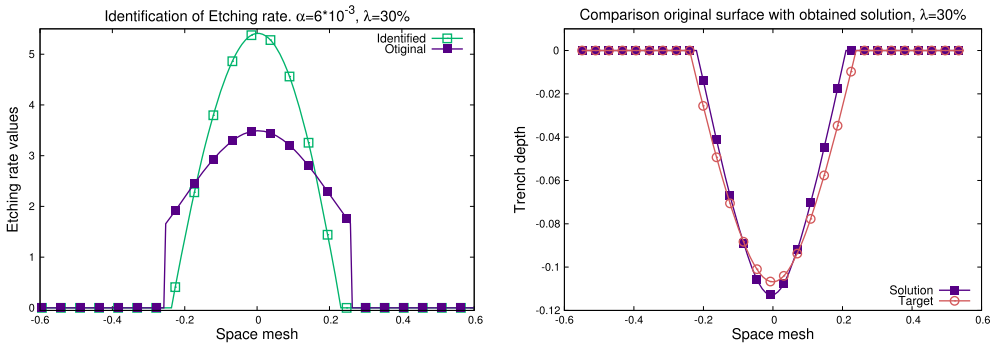 Identification of Etching rate. α=6*10⁻³, λ=30%
Identified
Otiginal
Etching rate values
5
4
3
2
1
0
-0.6 -0.4 -0.2 0 0.2 0.4 0.6
Space mesh
Comparison original surface with obtained solution, λ=30%
Trench depth
0
-0.02
-0.04
-0.06
-0.08
-0.1
-0.12
Solution
Target
-0.6 -0.4 -0.2 0 0.2 0.4 0.6
Space mesh